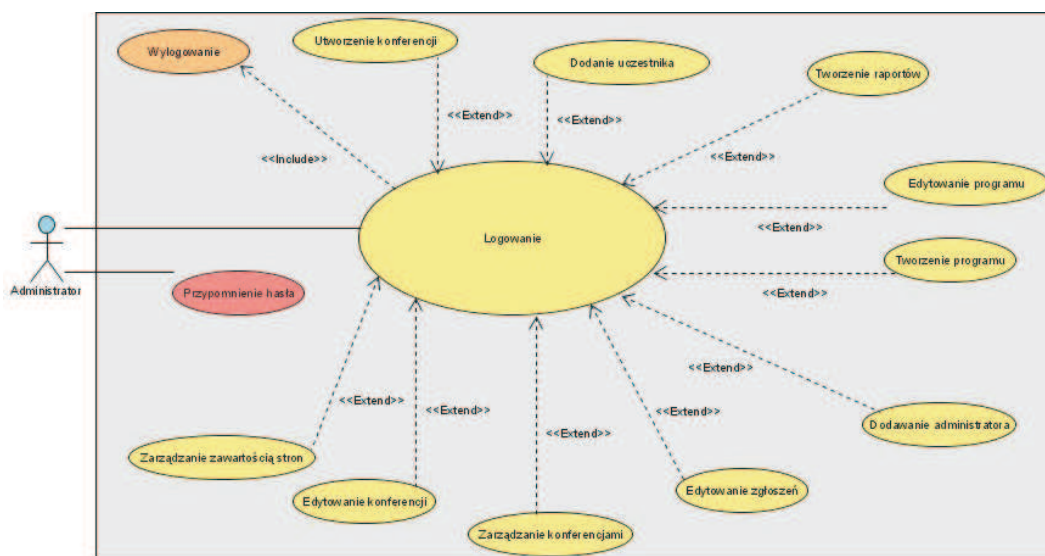 Utworzenie konferencji
Wylogowanie
Dodanie uczestnika
Tworzenie raportów
<<Extend>>
<<Extend>>
<<Include>>
<<Extend>>
Edytowanie programu
<<Extend>>
Logowanie
Tworzenie programu
Administrator
Przypomnienie hasła
<<Extend>>
<<Extend>>
<<Extend>>
<<Extend>>
<<Extend>>
<<Extend>>
Dodawanie administratora
Zarządzanie zawartością stron
Edytowanie konferencji
Edytowanie zgłoszeń
Zarządzanie konferencjami